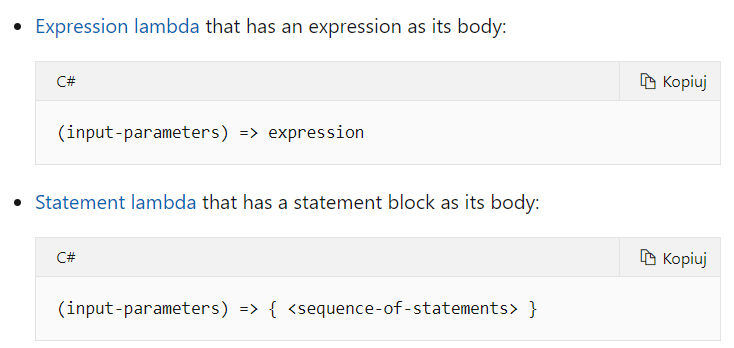 Expression lambda that has an expression as its body:
C#
Kopiuj
(input-parameters) => expression
Statement lambda that has a statement block as its body:
C#
Kopiuj
(input-parameters) => { <sequence-of-statements> }